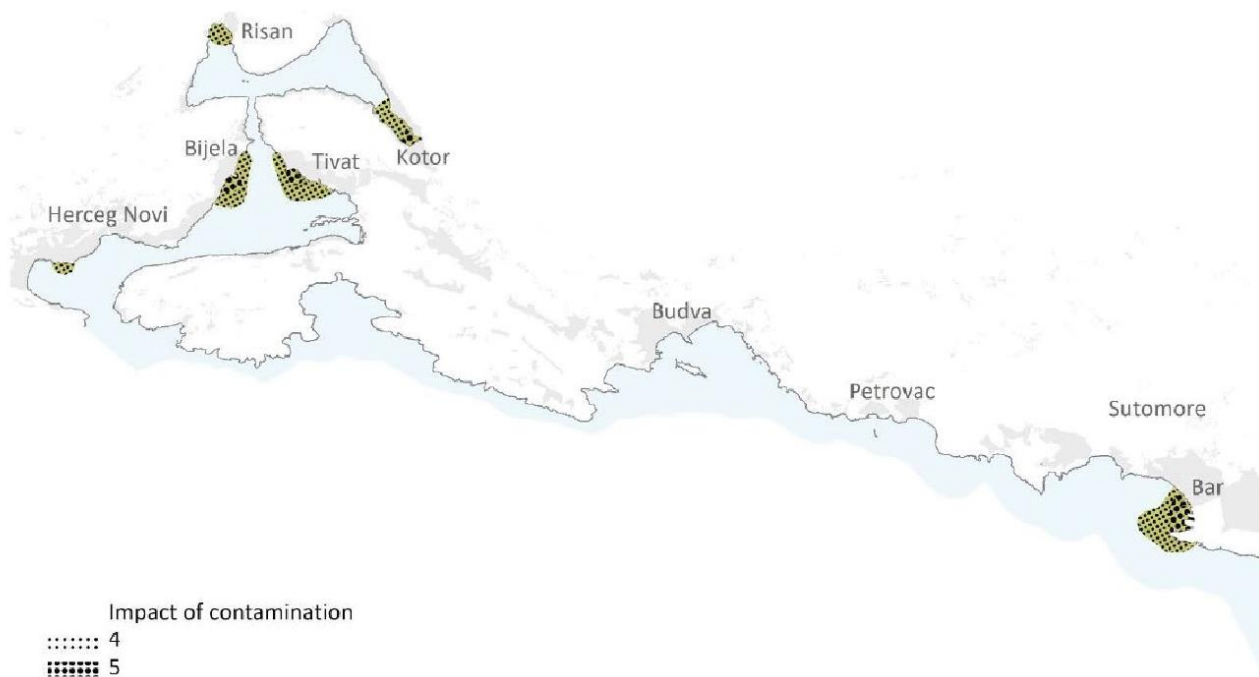 Risan
Bijela
Tivat
Kotor
Herceg Novi
Budva
Petrovac
Sutomore
Bar
Impact of contamination
4
5